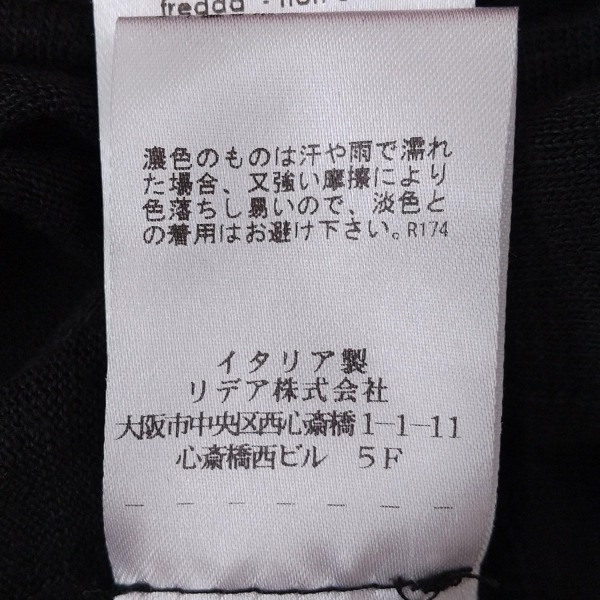 fredda - non
濃色のものは汗や雨で濡れ
た場合、又強い摩擦により
色落ちし易いので、淡色と
の着用はお避け下さい。R174
イタリア製
リデア株式会社
大阪市中央区西心斎橋1-1-11
心斎橋西ビル 5F